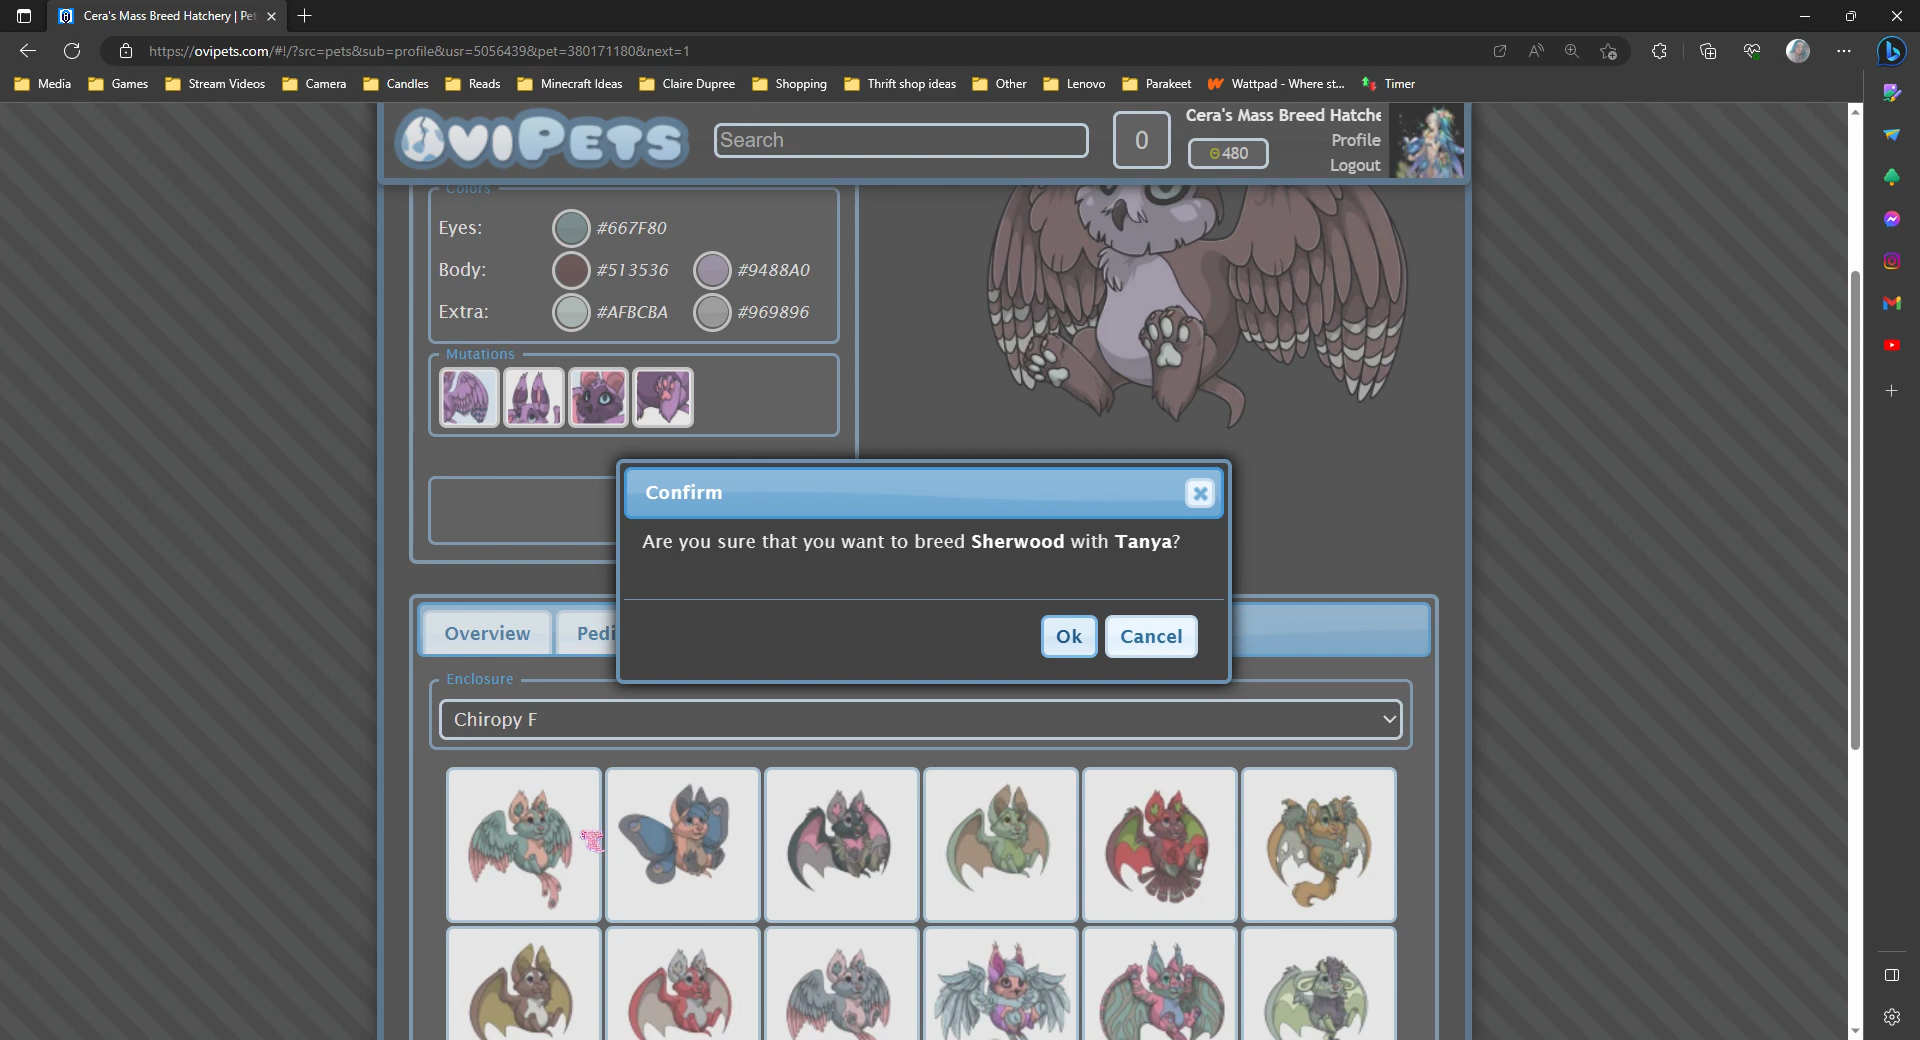 Cera's Mass Breed Hatchery | Pet
https://ovipets.com/#!/?src=pets&sub=profile&usr=5056439&pet=380171180&next=1
Media Games Stream Videos Camera Candles Reads Minecraft Ideas Claire Dupree Shopping Thrift shop ideas Other Lenovo Parakeet Wattpad - Where st... Timer
OviPets
Search
0
Cera's Mass Breed Hatche
480
Profile
Logout
Colors
Eyes: #667F80
Body: #513536 #9488A0
Extra: #AFBCBA #969896
Mutations
Confirm
Are you sure that you want to breed Sherwood with Tanya?
Ok Cancel
Overview Pedi
Enclosure
Chiropy F